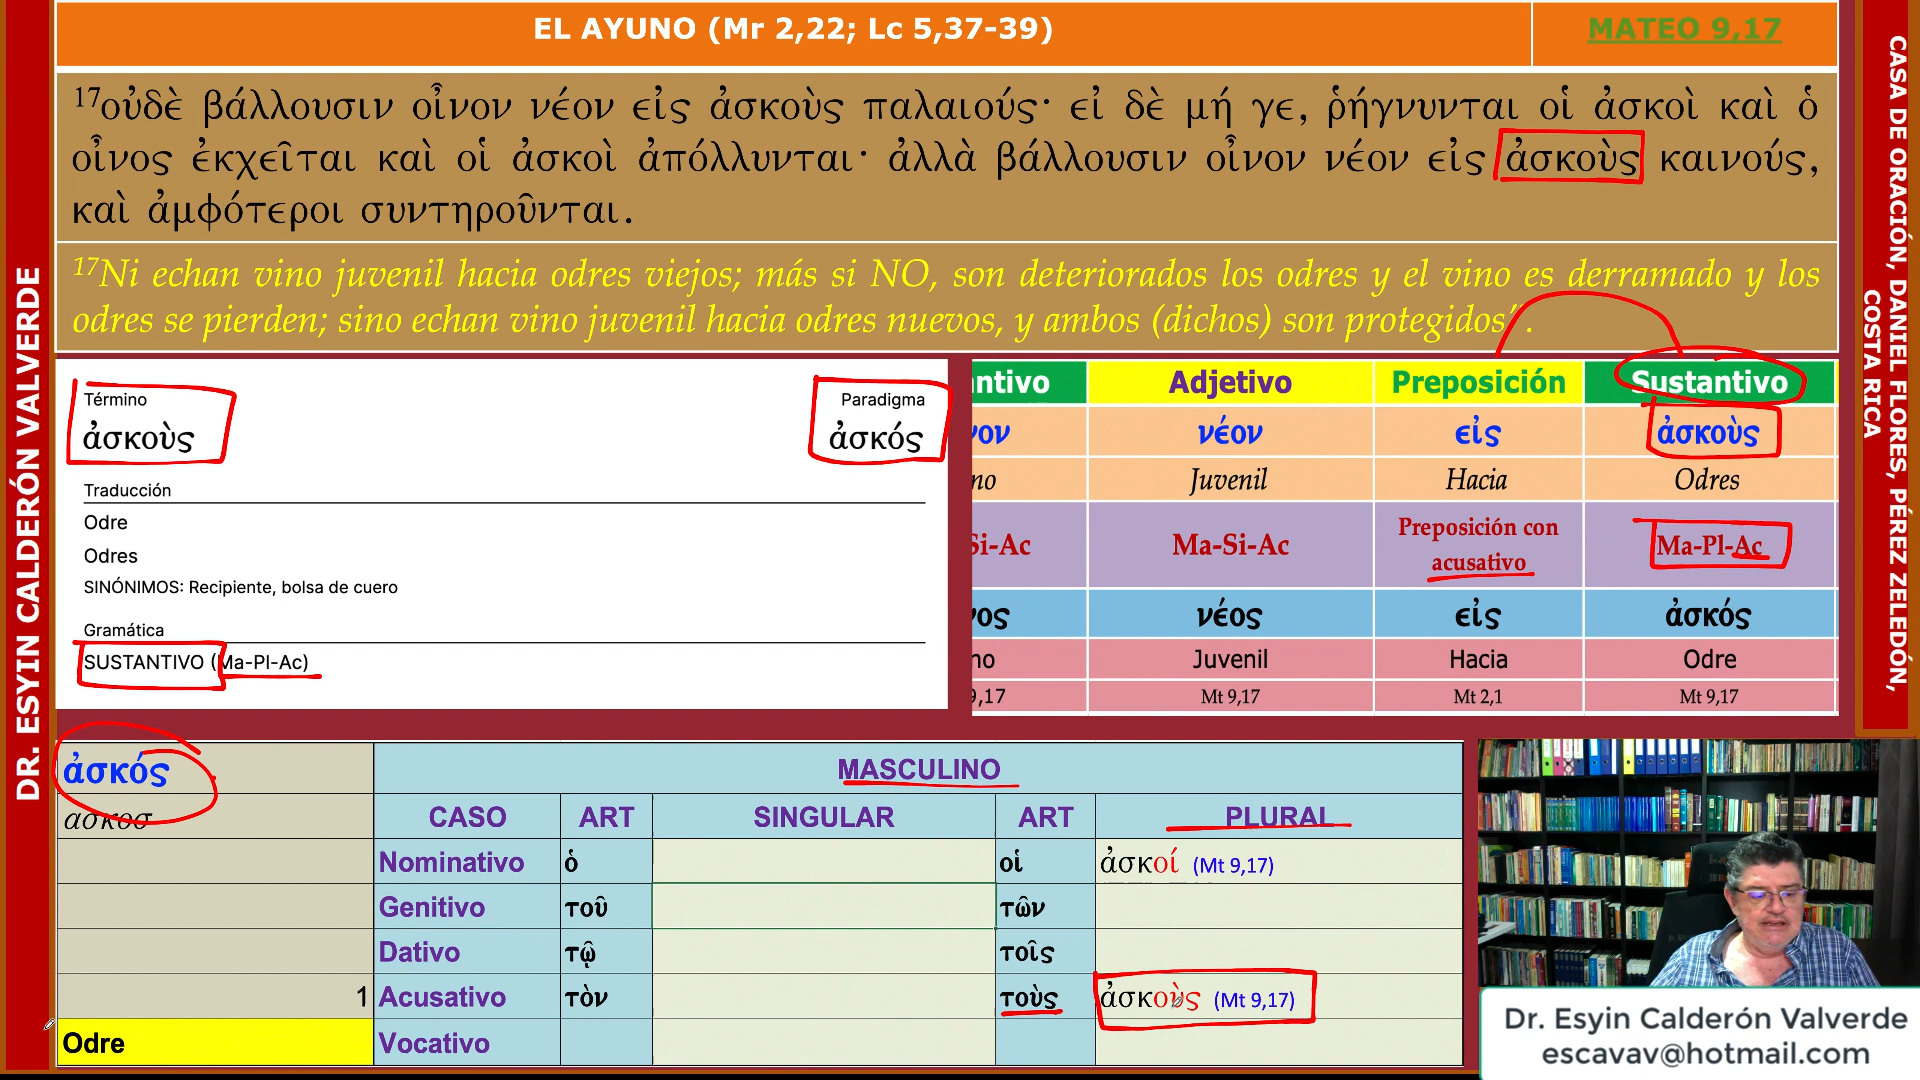 EL AYUNO (Mr 2,22; Lc 5,37-39)
MATEO 9,17
DR. ESYIN CALDERÓN VALVERDE
CASA DE ORACIÓN, DANIEL FLORES, PÉREZ ZELEDÓN,
COSTA RICA
17οὐδὲ βάλλουσιν οἶνον νέον εἰς ἀσκοὺς παλαιούς· εἰ δὲ μή γε, ῥήγνυνται οἱ ἀσκοὶ καὶ ὁ
οἶνος ἐκχεῖται καὶ οἱ ἀσκοὶ ἀπόλλυνται· ἀλλὰ βάλλουσιν οἶνον νέον εἰς ἀσκοὺς καινούς,
καὶ ἀμφότεροι συντηροῦνται.
17Ni echan vino juvenil hacia odres viejos; más si NO, son deteriorados los odres y el vino es derramado y los
odres se pierden; sino echan vino juvenil hacia odres nuevos, y ambos (dichos) son protegidos”.
Término Paradigma
ἀσκοὺς ἀσκός
Traducción
Odre
Odres
SINÓNIMOS: Recipiente, bolsa de cuero
Gramática
SUSTANTIVO (Ma-Pl-Ac)
ntivo Adjetivo Preposición Sustantivo
νον νέον εἰς ἀσκοὺς
no Juvenil Hacia Odres
Si-Ac Ma-Si-Ac Preposición con acusativo Ma-Pl-Ac
νος νέος εἰς ἀσκός
no Juvenil Hacia Odre
9,17 Mt 9,17 Mt 2,1 Mt 9,17
ἀσκός MASCULINO
ασκοσ CASO ART SINGULAR ART PLURAL
Nominativo ὁ οἱ ἀσκοί (Mt 9,17)
Genitivo τοῦ τῶν
Dativo τῷ τοῖς
1 Acusativo τὸν τοὺς ἀσκοὺς (Mt 9,17)
Odre Vocativo
Dr. Esyin Calderón Valverde
escavav@hotmail.com